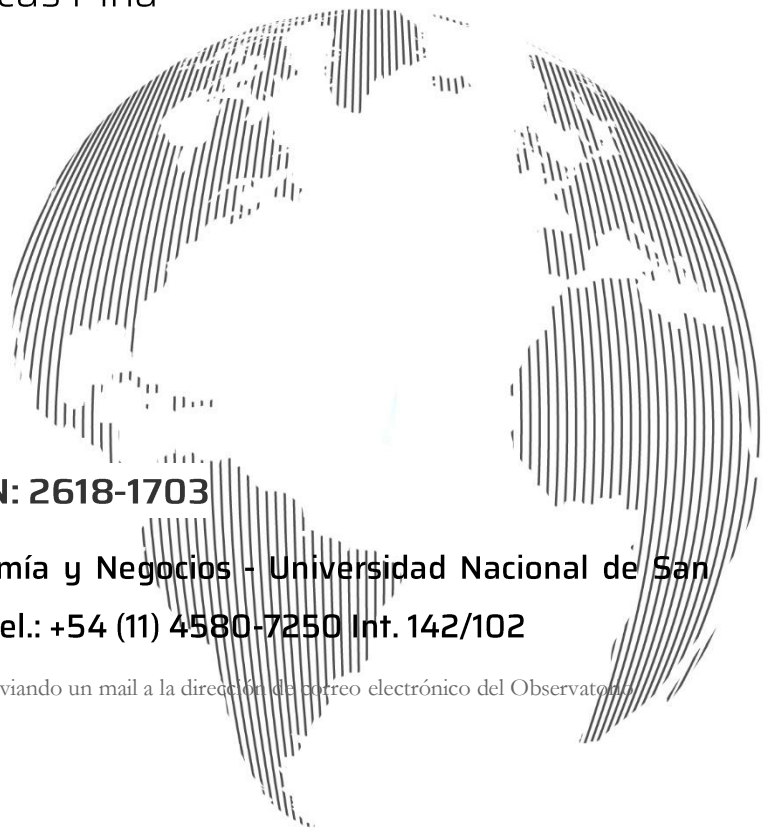 N: 2618-1703
mía y Negocios - Universidad Nacional de San
el.: +54 (11) 4580-7250 Int. 142/102
viando un mail a la dirección de correo electrónico del Observatorio